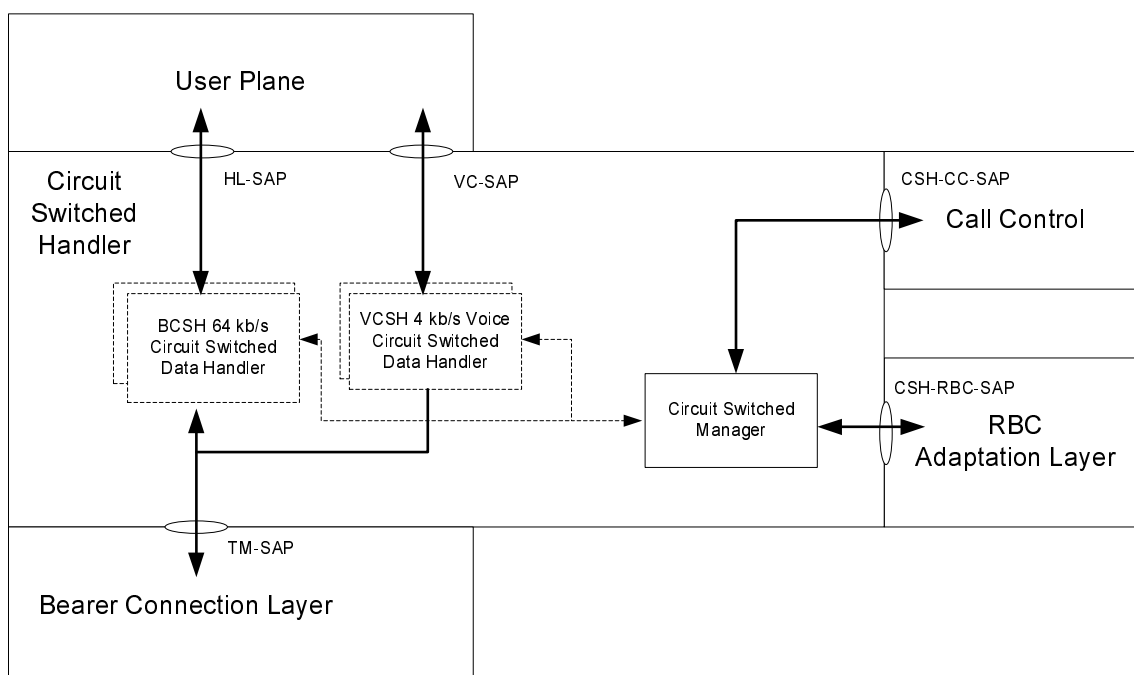 User Plane
HL-SAP
VC-SAP
Circuit
Switched
Handler
CSH-CC-SAP
Call Control
BCSH 64 kb/s
Circuit Switched
Data Handler
VCSH 4 kb/s Voice
Circuit Switched
Data Handler
Circuit Switched
Manager
CSH-RBC-SAP
RBC
Adaptation Layer
TM-SAP
Bearer Connection Layer